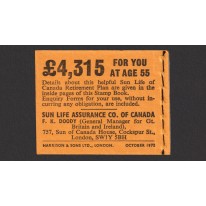 £4,315 FOR YOU
AT AGE 55
Details about this helpful Sun Life of
Canada Retirement Plan are given in the
inside pages of this Stamp Book.
Enquiry Forms for your use, without in-
curring any obligation, are included.
SUN LIFE ASSURANCE CO. OF CANADA
F. K. DOODY (General Manager for Gt.
Britain and Ireland),
757, Sun of Canada House, Cockspur St.,
London, SW1Y 5BH
HARRISON & SONS LTD., LONDON. OCTOBER 1975